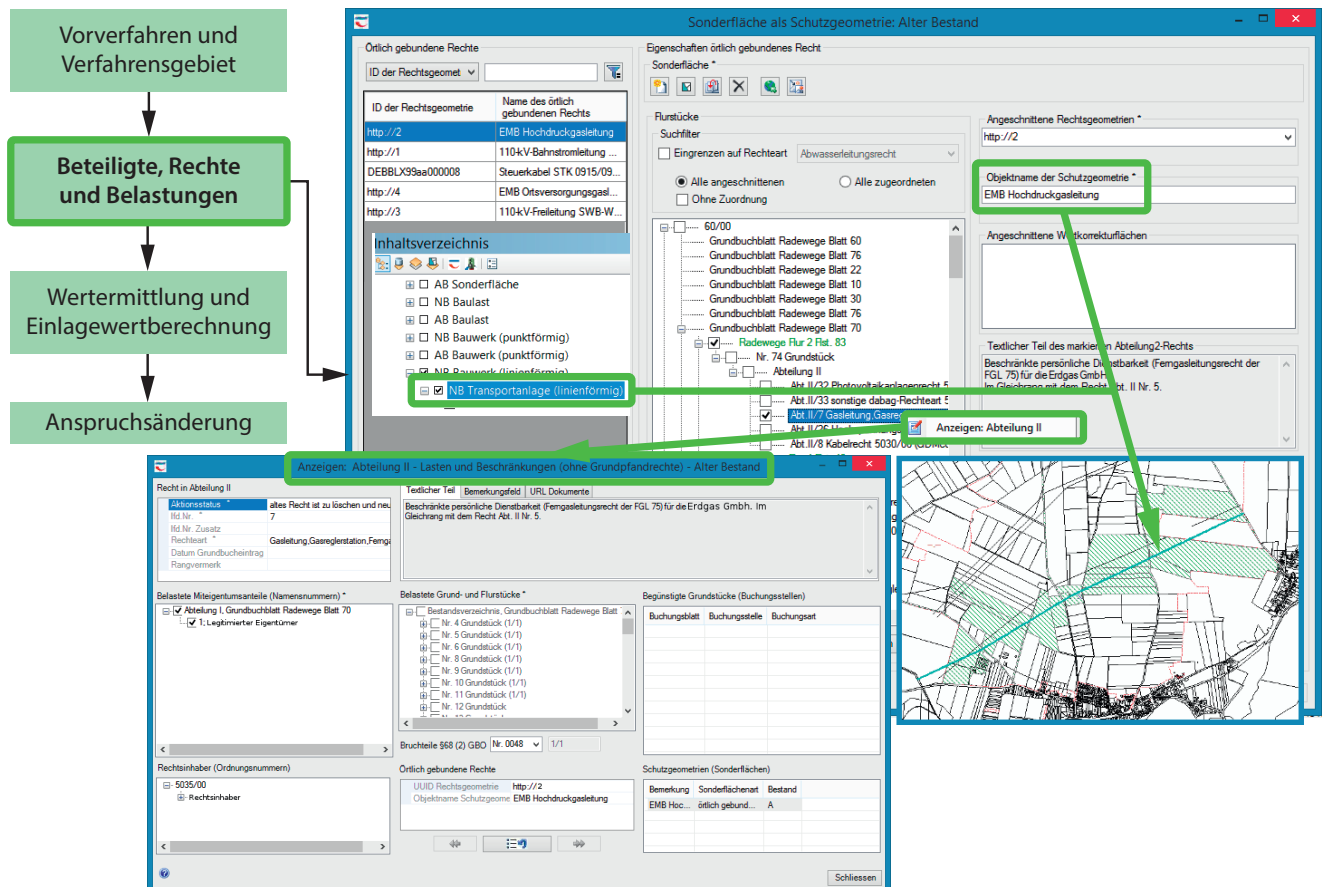 Vorverfahren und
Verfahrensgebiet
Beteiligte, Rechte
und Belastungen
Wertermittlung und
Einlagewertberechnung
Anspruchsänderung
Sonderfläche als Schutzgeometrie: Alter Bestand
Örtlich gebundene Rechte
ID der Rechtsgeomet
ID der Rechtsgeometrie
Name des örtlich
gebundenen Rechts
http://2 EMB Hochdruckgasleitung
http://1 110-kV-Bahnstromleitung ...
DEBBLX99aa000008 Steuerkabel STK 0915/09...
http://4 EMB Ortsversorgungsgasl...
http://3 110-kV-Freileitung SWB-W...
Inhaltsverzeichnis
AB Sonderfläche
NB Baulast
AB Baulast
NB Bauwerk (punktförmig)
AB Bauwerk (punktförmig)
NB Bauwerk (linienförmig)
NB Transportanlage (linienförmig)
Eigenschaften örtlich gebundenes Recht
Sonderfläche *
Flurstücke
Suchfilter
Eingrenzen auf Rechteart Abwasserleitungsrecht
Alle angeschnittenen Alle zugeordneten
Ohne Zuordnung
60/00
Grundbuchblatt Radewege Blatt 60
Grundbuchblatt Radewege Blatt 76
Grundbuchblatt Radewege Blatt 22
Grundbuchblatt Radewege Blatt 10
Grundbuchblatt Radewege Blatt 30
Grundbuchblatt Radewege Blatt 76
Grundbuchblatt Radewege Blatt 70
Radewege Flur 2 Flst. 83
Nr. 74 Grundstück
Abteilung II
Abt.II/32 Photovoltaikanlagenrecht 5
Abt.II/33 sonstige dabag-Rechteart 5
Abt.II/7 Gasleitung,Gasreg
Abt.II/8 Kabelrecht 5030/00
Anzeigen: Abteilung II
Angeschnittene Rechtsgeometrien *
http://2
Objektname der Schutzgeometrie *
EMB Hochdruckgasleitung
Angeschnittene Wertkorrekturflächen
Textlicher Teil des markierten Abteilung2-Rechts
Beschränkte persönliche Dienstbarkeit (Ferngasleitungsrecht der
FGL 75) für die Erdgas GmbH
Im Gleichrang mit dem Recht Abt. II Nr. 5.
Anzeigen: Abteilung II - Lasten und Beschränkungen (ohne Grundpfandrechte) - Alter Bestand
Recht in Abteilung II
Aktionsstatus * altes Recht ist zu löschen und neu
lfd.Nr. * 7
lfd.Nr. Zusatz
Rechteart * Gasleitung,Gasreglerstation,Fernga
Datum Grundbucheintrag
Rangvermerk
Textlicher Teil Bemerkungsfeld URL Dokumente
Beschränkte persönliche Dienstbarkeit (Ferngasleitungsrecht der FGL 75) für die Erdgas Gmbh. Im
Gleichrang mit dem Recht Abt. II Nr. 5.
Belastete Miteigentumsanteile (Namensnummern) *
Abteilung I, Grundbuchblatt Radewege Blatt 70
1; Legitimierter Eigentümer
Belastete Grund- und Flurstücke *
Bestandsverzeichnis, Grundbuchblatt Radewege Blatt
Nr. 4 Grundstück (1/1)
Nr. 5 Grundstück (1/1)
Nr. 6 Grundstück (1/1)
Nr. 8 Grundstück (1/1)
Nr. 9 Grundstück (1/1)
Nr. 10 Grundstück (1/1)
Nr. 11 Grundstück (1/1)
Nr. 12 Grundstück
Bruchteile §68 (2) GBO Nr. 0048 1/1
Begünstigte Grundstücke (Buchungsstellen)
Buchungsblatt Buchungsstelle Buchungsart
Rechtsinhaber (Ordnungsnummern)
5035/00
Rechtsinhaber
Örtlich gebundene Rechte
UUID Rechtsgeometrie http://2
Objektname Schutzgeome EMB Hochdruckgasleitung
Schutzgeometrien (Sonderflächen)
Bemerkung Sonderflächenart Bestand
EMB Hoc... örtlich gebund... A
Schliessen